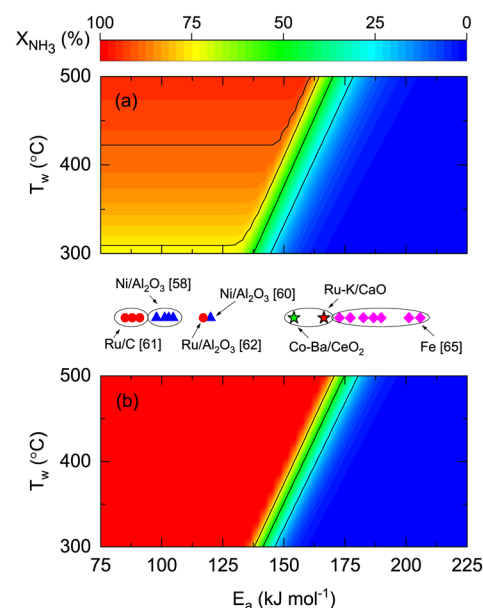 X_NH3 (%)
100 75 50 25 0
500
(a)
400
T_w (°C)
300
Ru-K/CaO
Ni/Al2O3 [58]
Ni/Al2O3 [60]
Ru/C [61]
Ru/Al2O3 [62]
Co-Ba/CeO2
Fe [65]
500
(b)
400
T_w (°C)
300
75 100 125 150 175 200 225
E_a (kJ mol-1)